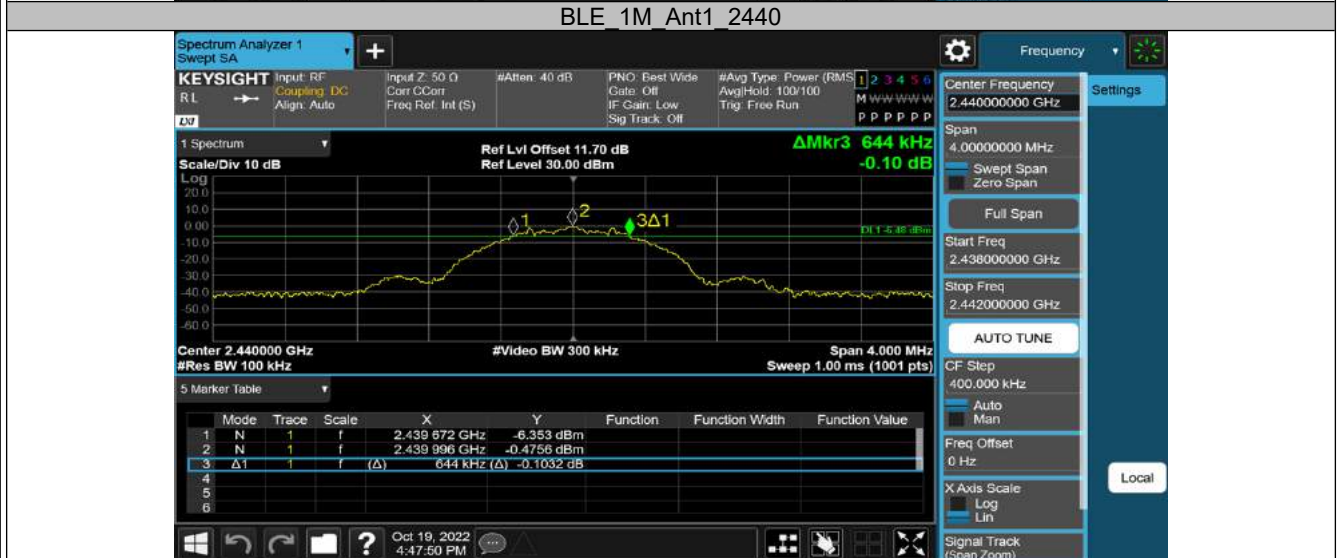 BLE_1M_Ant1_2440
Spectrum Analyzer 1
Swept SA
+
Frequency
KEYSIGHT
RL
LXI
Input: RF
Coupling: DC
Align: Auto
Input Z: 50 Ω
Corr CCorr
Freq Ref: Int (S)
#Atten: 40 dB
PNO: Best Wide
Gate: Off
IF Gain: Low
Sig Track: Off
#Avg Type: Power (RMS
Avg|Hold: 100/100
Trig: Free Run
1 2 3 4 5 6
M W W W W W
P P P P P P
1 Spectrum
Scale/Div 10 dB
Ref Lvl Offset 11.70 dB
Ref Level 30.00 dBm
ΔMkr3 644 kHz
-0.10 dB
Log
20.0
10.0
0.00
-10.0
-20.0
-30.0
-40.0
-50.0
-60.0
1
2
3Δ1
DL1 -6.48 dBm
Center 2.440000 GHz
#Res BW 100 kHz
#Video BW 300 kHz
Span 4.000 MHz
Sweep 1.00 ms (1001 pts)
5 Marker Table
Mode Trace Scale X Y Function Function Width Function Value
1 N 1 f 2.439 672 GHz -6.353 dBm
2 N 1 f 2.439 996 GHz -0.4756 dBm
3 Δ1 1 f (Δ) 644 kHz (Δ) -0.1032 dB
4
5
6
?
Oct 19, 2022
4:47:50 PM
Center Frequency
2.440000000 GHz
Settings
Span
4.00000000 MHz
Swept Span
Zero Span
Full Span
Start Freq
2.438000000 GHz
Stop Freq
2.442000000 GHz
AUTO TUNE
CF Step
400.000 kHz
Auto
Man
Freq Offset
0 Hz
Local
X Axis Scale
Log
Lin
Signal Track
(Span Zoom)